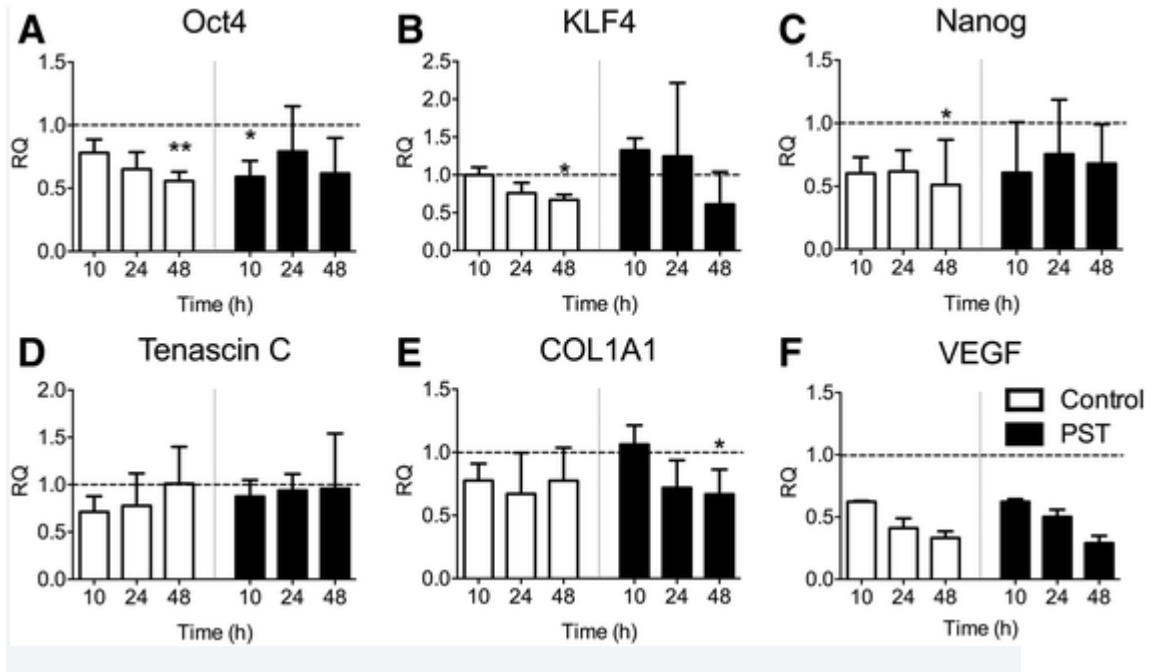 A Oct4
1.5
1.0
0.5
0.0
RQ
** *
10 24 48 10 24 48
Time (h)
B KLF4
2.5
2.0
1.5
1.0
0.5
0.0
RQ
*
10 24 48 10 24 48
Time (h)
C Nanog
1.5
1.0
0.5
0.0
RQ
*
10 24 48 10 24 48
Time (h)
D Tenascin C
2.0
1.5
1.0
0.5
0.0
RQ
10 24 48 10 24 48
Time (h)
E COL1A1
1.5
1.0
0.5
0.0
RQ
*
10 24 48 10 24 48
Time (h)
F VEGF
1.5
1.0
0.5
0.0
RQ
Control
PST
10 24 48 10 24 48
Time (h)